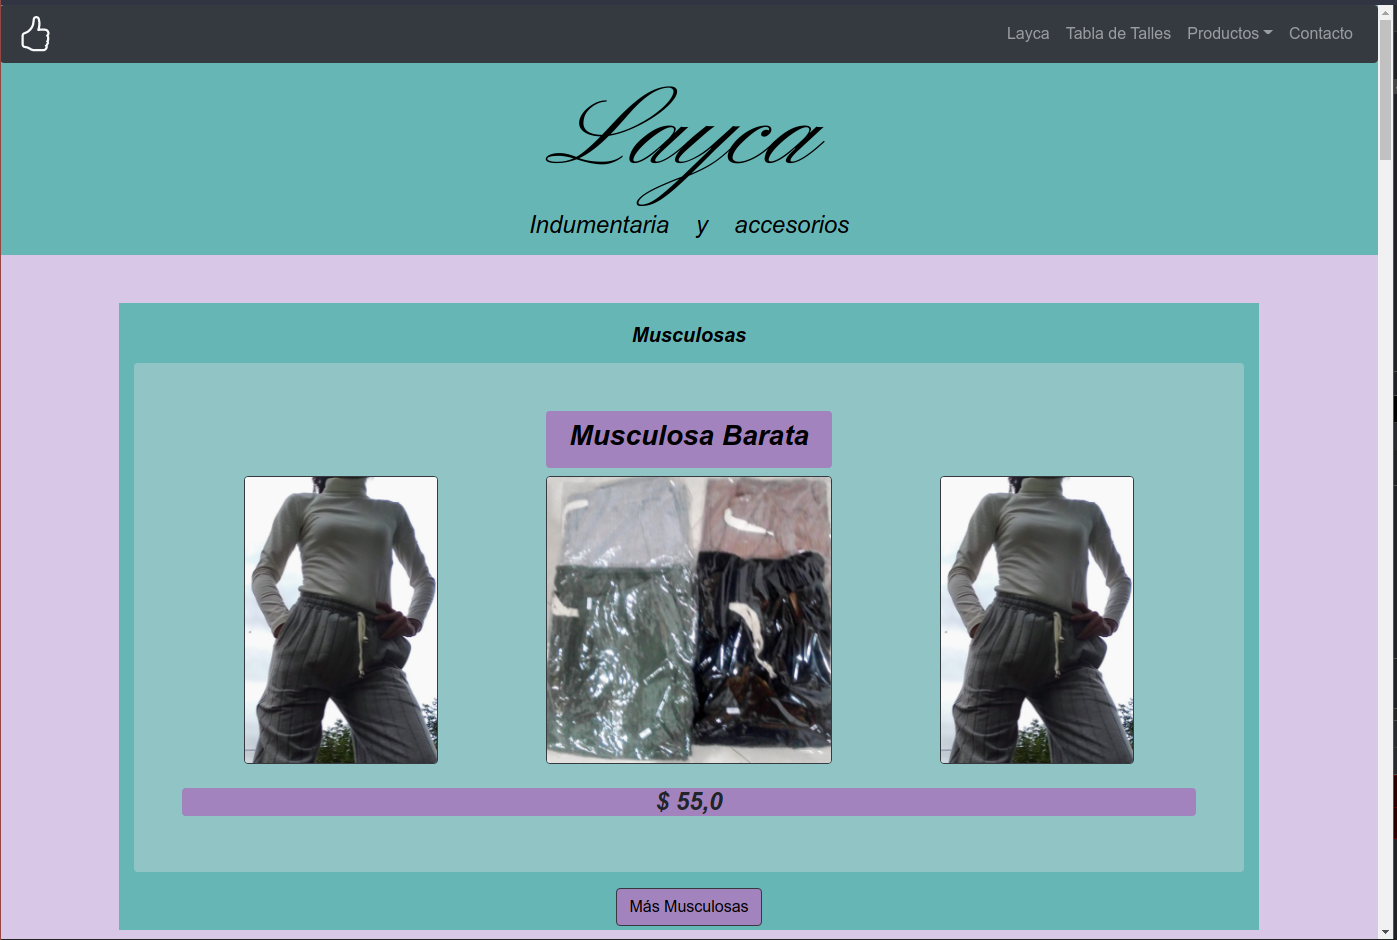 Layca Tabla de Talles Productos Contacto
Layca
Indumentaria y accesorios
Musculosas
Musculosa Barata
$ 55,0
Más Musculosas